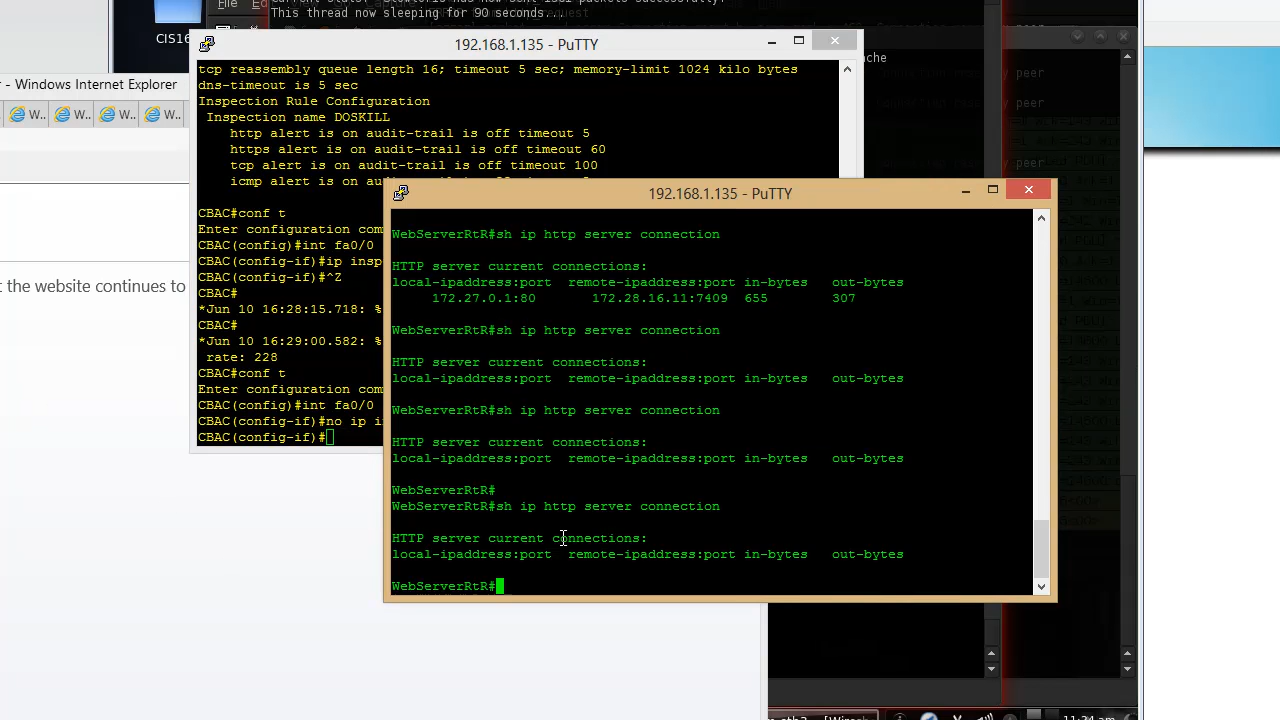 File
Current status: Slowloris has now sent 1381 packets successfully!
This thread now sleeping for 90 seconds...
CIS16
192.168.1.135 - PuTTY
ache
- Windows Internet Explorer
W..
W..
W..
W..
tcp reassembly queue length 16; timeout 5 sec; memory-limit 1024 kilo bytes
dns-timeout is 5 sec
Inspection Rule Configuration
Inspection name DOSKILL
http alert is on audit-trail is off timeout 5
https alert is on audit-trail is off timeout 60
tcp alert is on audit-trail is off timeout 100
icmp alert is on au
CBAC#conf t
Enter configuration com
CBAC(config)#int fa0/0
CBAC(config-if)#ip insp
CBAC(config-if)#^Z
CBAC#
*Jun 10 16:28:15.718: %
CBAC#
*Jun 10 16:29:00.582: %
rate: 228
CBAC#conf t
Enter configuration com
CBAC(config)#int fa0/0
CBAC(config-if)#no ip i
CBAC(config-if)#
t the website continues to
192.168.1.135 - PuTTY
WebServerRtR#sh ip http server connection
HTTP server current connections:
local-ipaddress:port remote-ipaddress:port in-bytes out-bytes
172.27.0.1:80 172.28.16.11:7409 655 307
WebServerRtR#sh ip http server connection
HTTP server current connections:
local-ipaddress:port remote-ipaddress:port in-bytes out-bytes
WebServerRtR#sh ip http server connection
HTTP server current connections:
local-ipaddress:port remote-ipaddress:port in-bytes out-bytes
WebServerRtR#
WebServerRtR#sh ip http server connection
HTTP server current connections:
local-ipaddress:port remote-ipaddress:port in-bytes out-bytes
WebServerRtR#
11:24 am